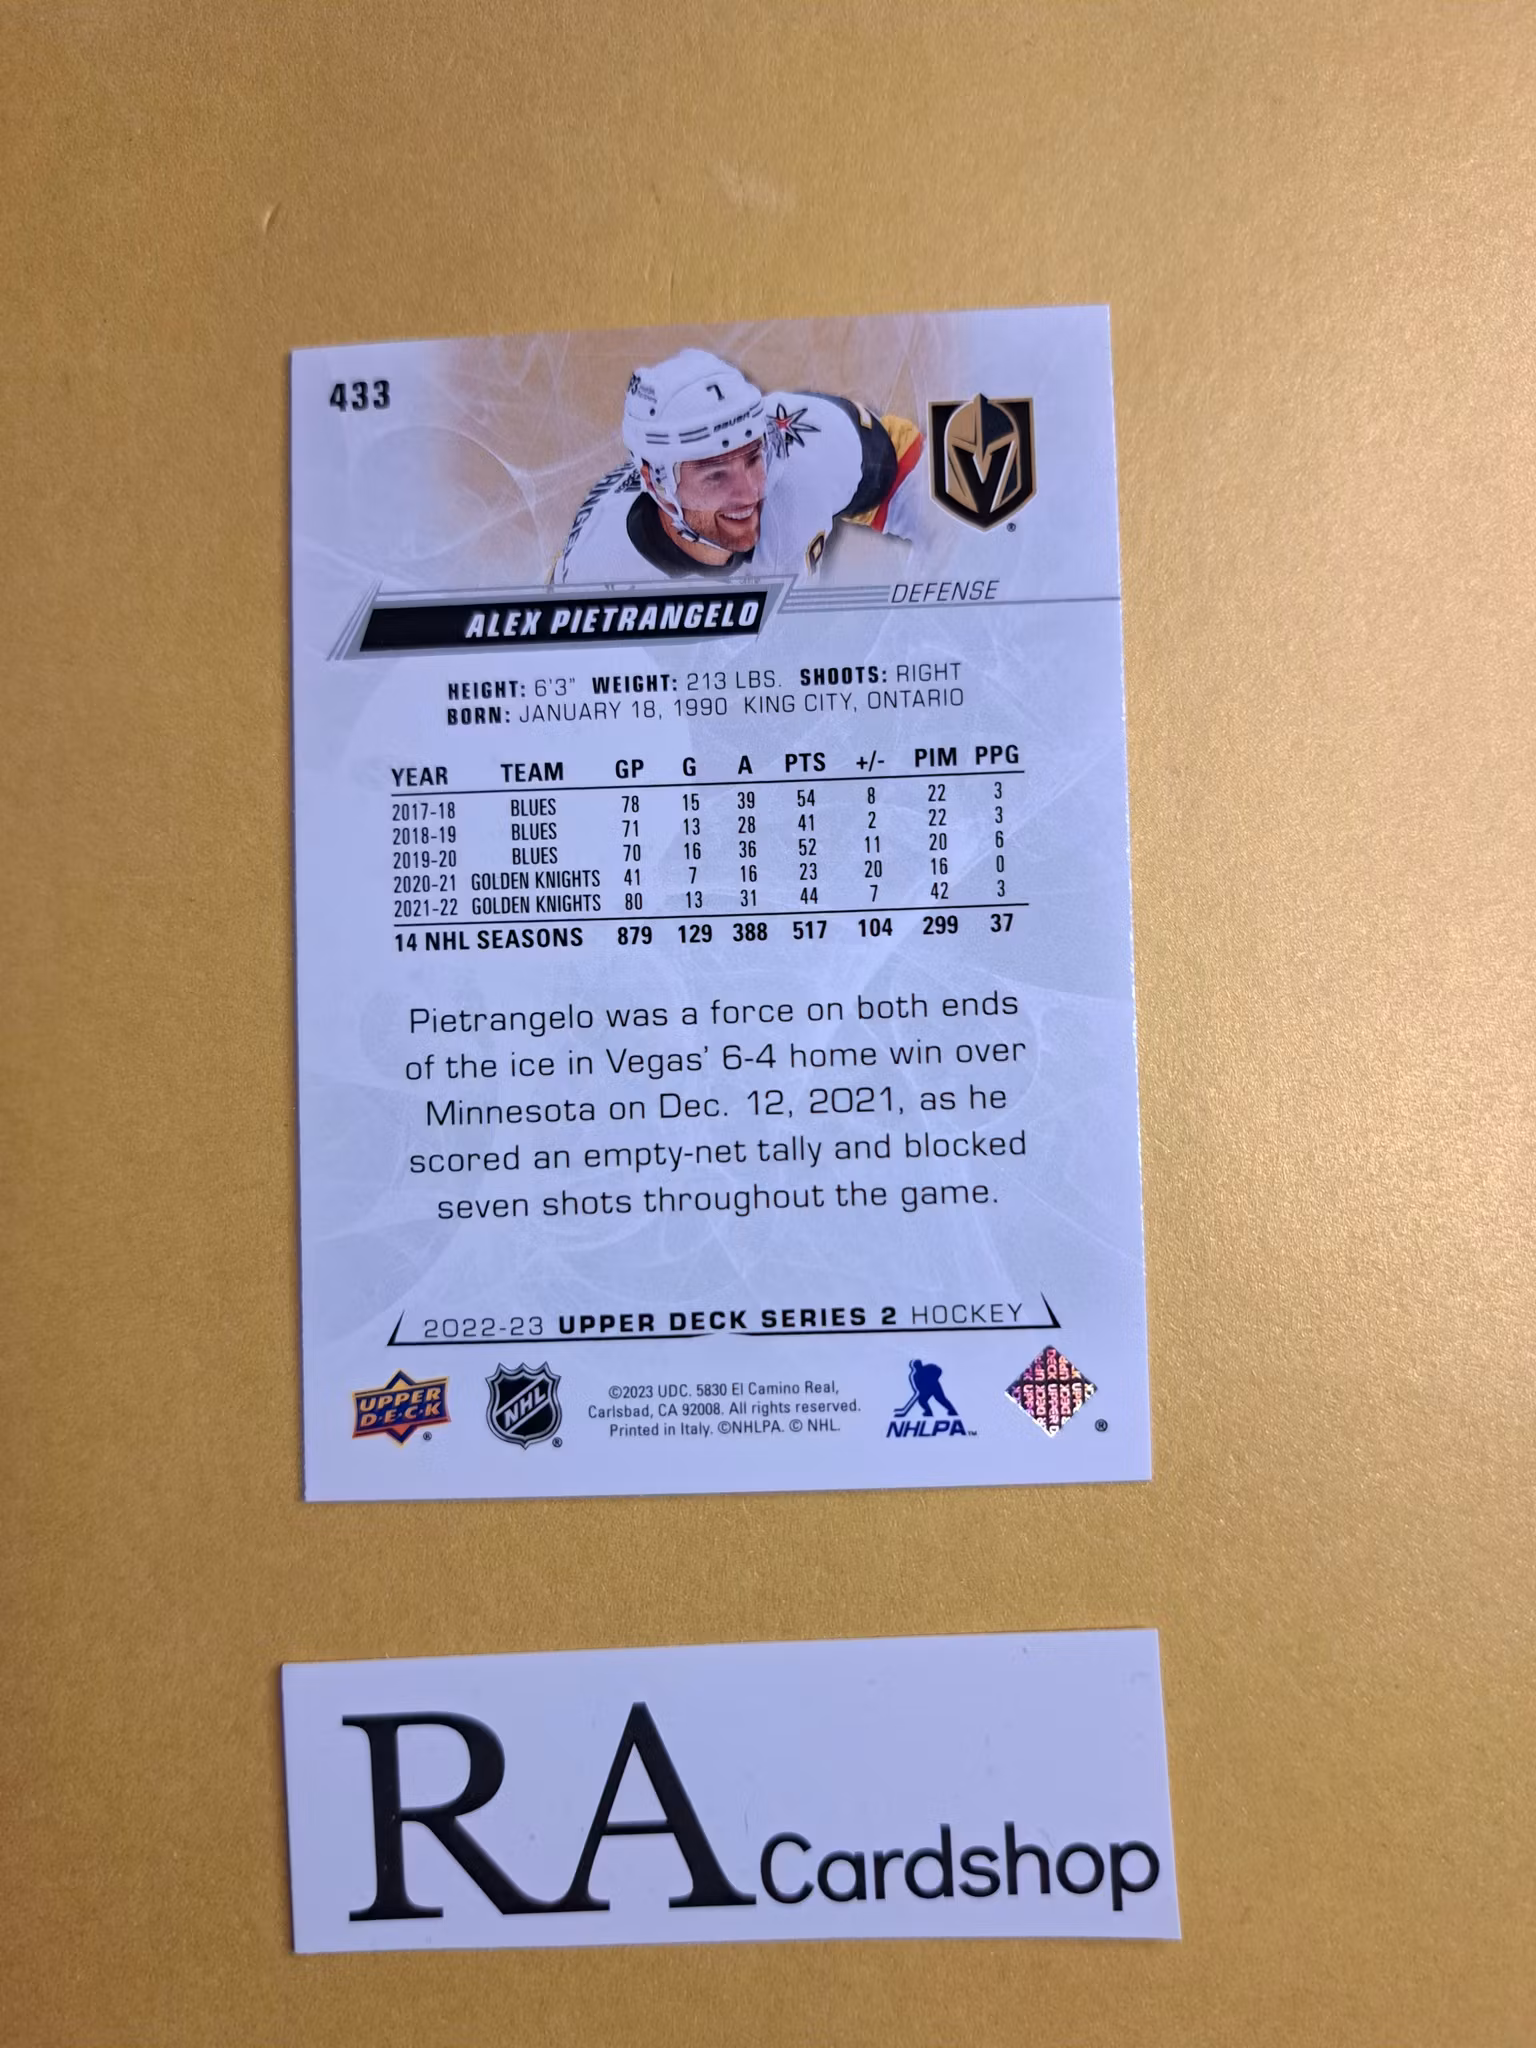 433
7
BAUER
ALEX PIETRANGELO
DEFENSE
HEIGHT: 6'3" WEIGHT: 213 LBS. SHOOTS: RIGHT
BORN: JANUARY 18, 1990 KING CITY, ONTARIO
YEAR TEAM GP G A PTS +/- PIM PPG
2017-18 BLUES 78 15 39 54 8 22 3
2018-19 BLUES 71 13 28 41 2 22 3
2019-20 BLUES 70 16 36 52 11 20 6
2020-21 GOLDEN KNIGHTS 41 7 16 23 20 16 0
2021-22 GOLDEN KNIGHTS 80 13 31 44 7 42 3
14 NHL SEASONS 879 129 388 517 104 299 37
Pietrangelo was a force on both ends
of the ice in Vegas' 6-4 home win over
Minnesota on Dec. 12, 2021, as he
scored an empty-net tally and blocked
seven shots throughout the game.
2022-23 UPPER DECK SERIES 2 HOCKEY
UPPER
D·E·C·K ®
NHL ®
©2023 UDC. 5830 El Camino Real,
Carlsbad, CA 92008. All rights reserved.
Printed in Italy. ©NHLPA. © NHL.
NHLPA™
®
RA Cardshop